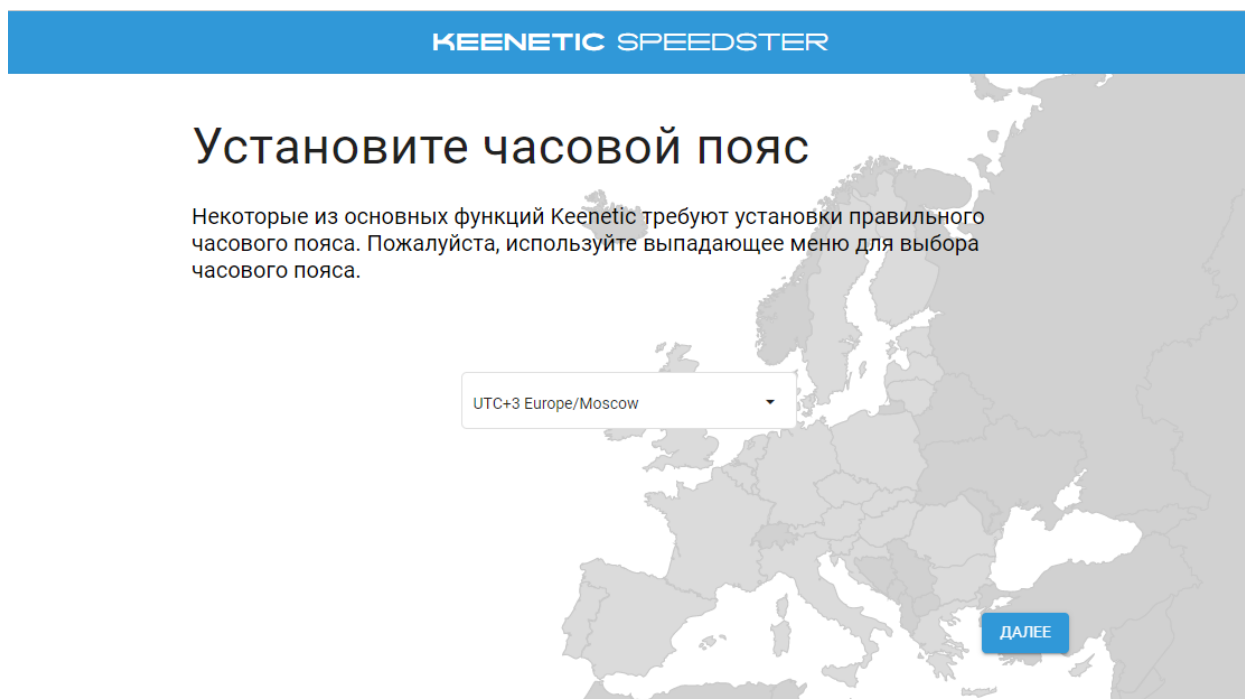 KEENETIC SPEEDSTER
Установите часовой пояс
Некоторые из основных функций Keenetic требуют установки правильного
часового пояса. Пожалуйста, используйте выпадающее меню для выбора
часового пояса.
UTC+3 Europe/Moscow
ДАЛЕЕ